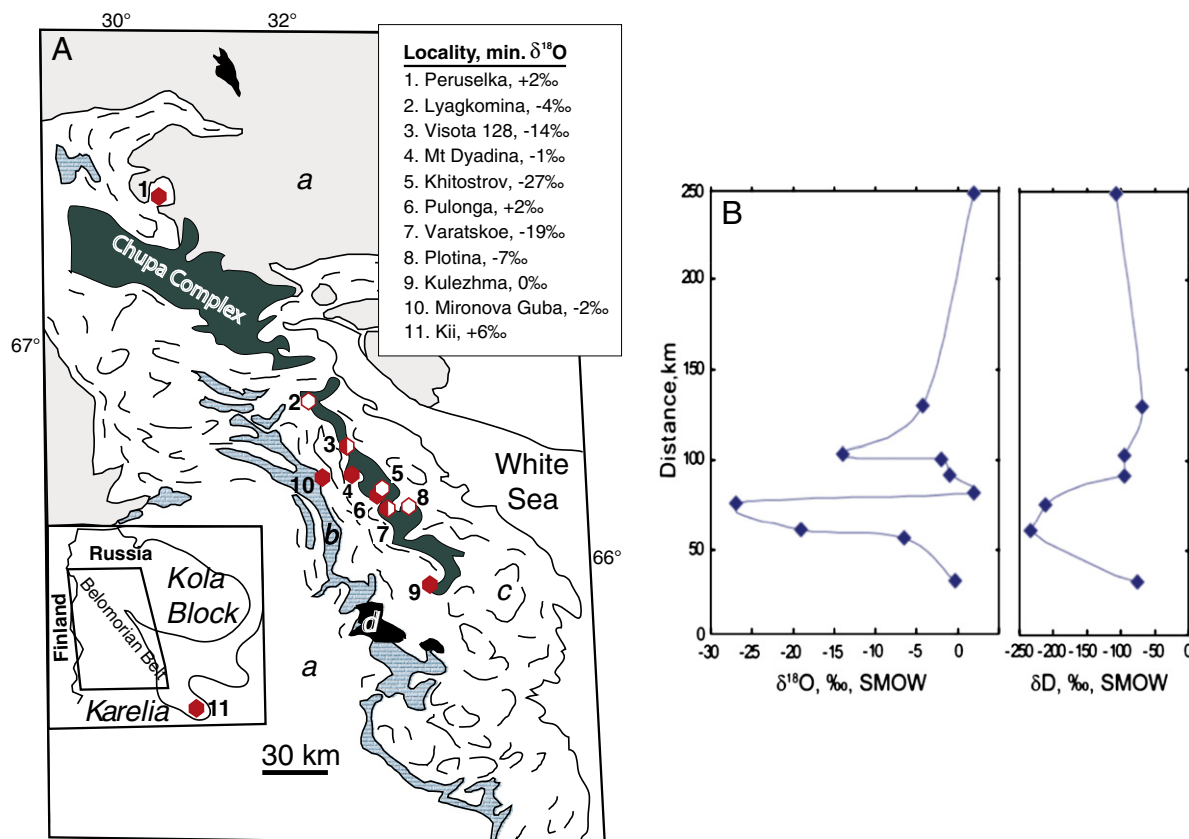 30° 32°
A
Locality, min. δ¹⁸O
1. Peruselka, +2‰
2. Lyagkomina, -4‰
3. Visota 128, -14‰
4. Mt Dyadina, -1‰
5. Khitostrov, -27‰
6. Pulonga, +2‰
7. Varatskoe, -19‰
8. Plotina, -7‰
9. Kulezhma, 0‰
10. Mironova Guba, -2‰
11. Kii, +6‰
1
a
Chupa Complex
67°
2
3
White
Sea
10
4
5
6
8
7
b
66°
9
c
d
a
Russia
Kola
Block
Finland
Belomorian Belt
Karelia
11
30 km
B
250
200
150
100
50
0
Distance,km
-30 -25 -20 -15 -10 -5 0
δ¹⁸O, ‰, SMOW
-250 -200 -150 -100 -50 0
δD, ‰, SMOW